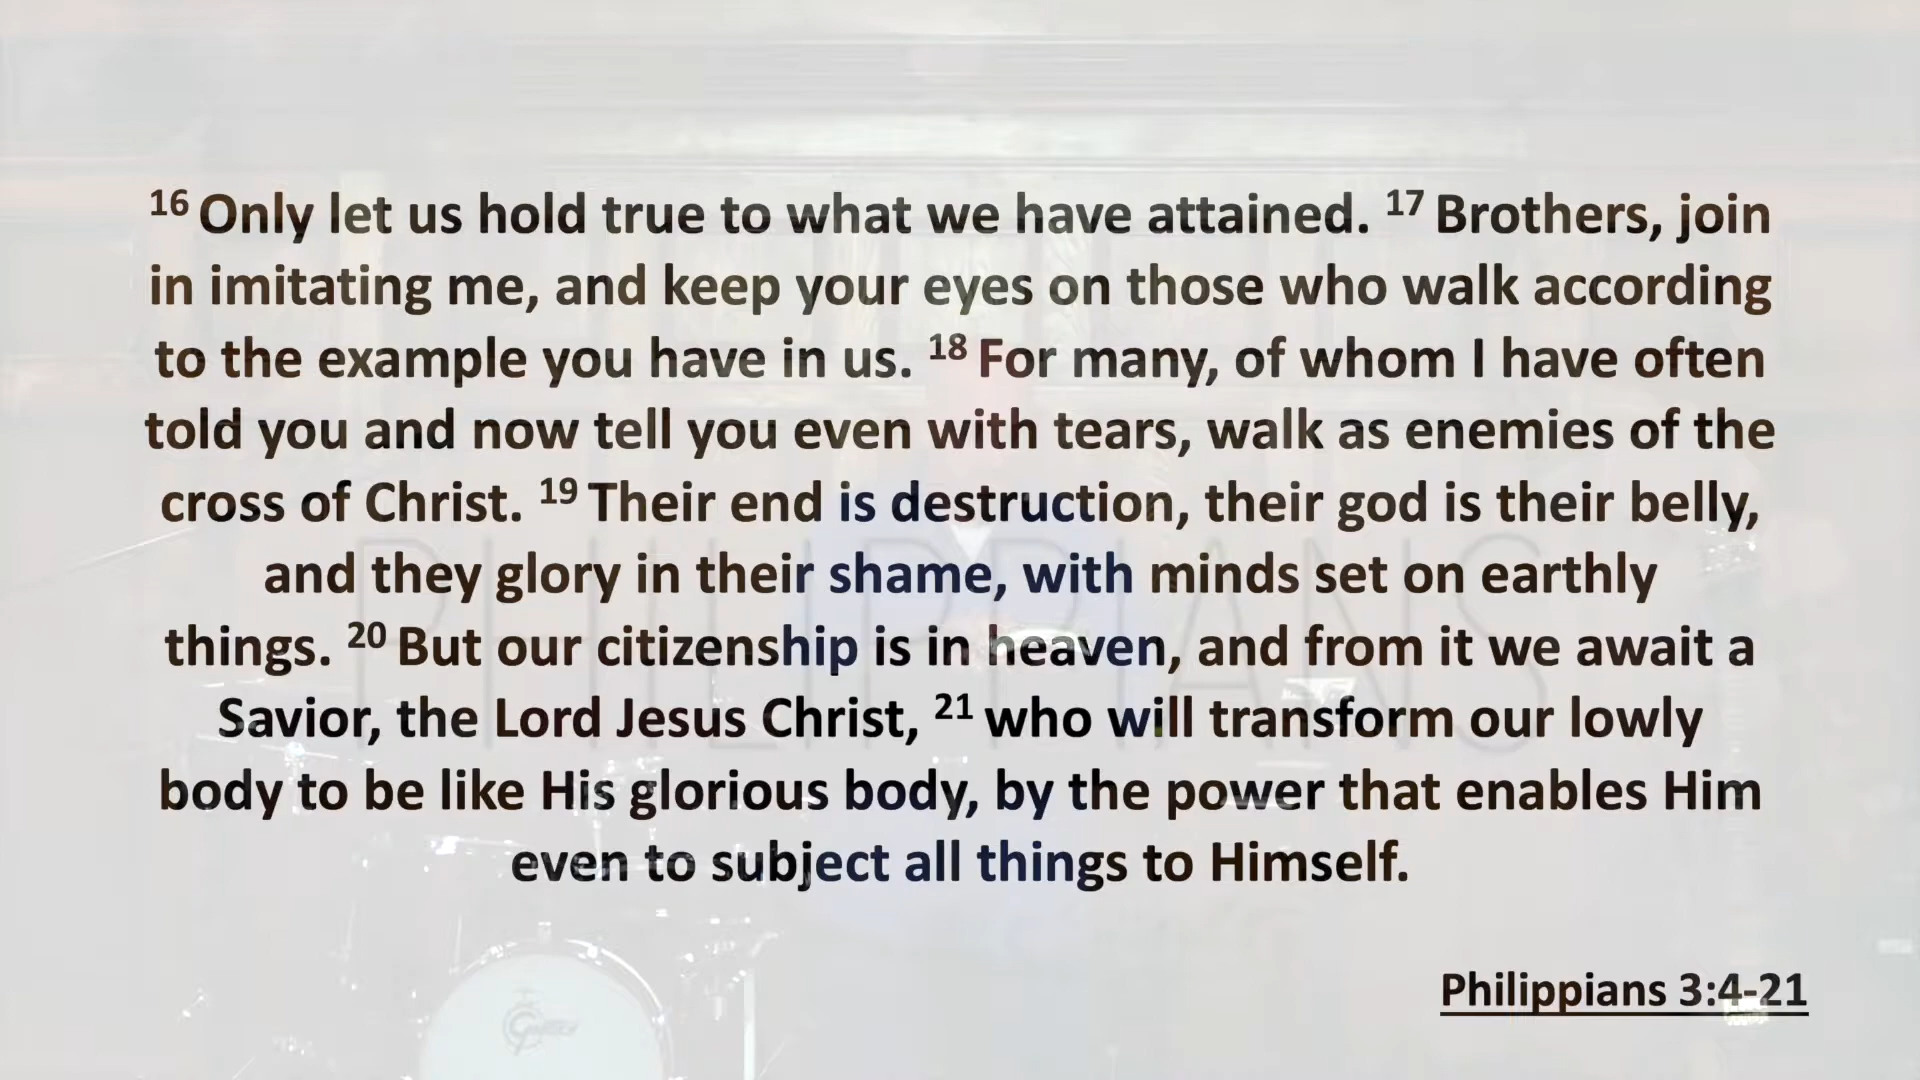 16 Only let us hold true to what we have attained. 17 Brothers, join
in imitating me, and keep your eyes on those who walk according
to the example you have in us. 18 For many, of whom I have often
told you and now tell you even with tears, walk as enemies of the
cross of Christ. 19 Their end is destruction, their god is their belly,
and they glory in their shame, with minds set on earthly
things. 20 But our citizenship is in heaven, and from it we await a
Savior, the Lord Jesus Christ, 21 who will transform our lowly
body to be like His glorious body, by the power that enables Him
even to subject all things to Himself.
PHILIPPIANS
Philippians 3:4-21
Gretsch